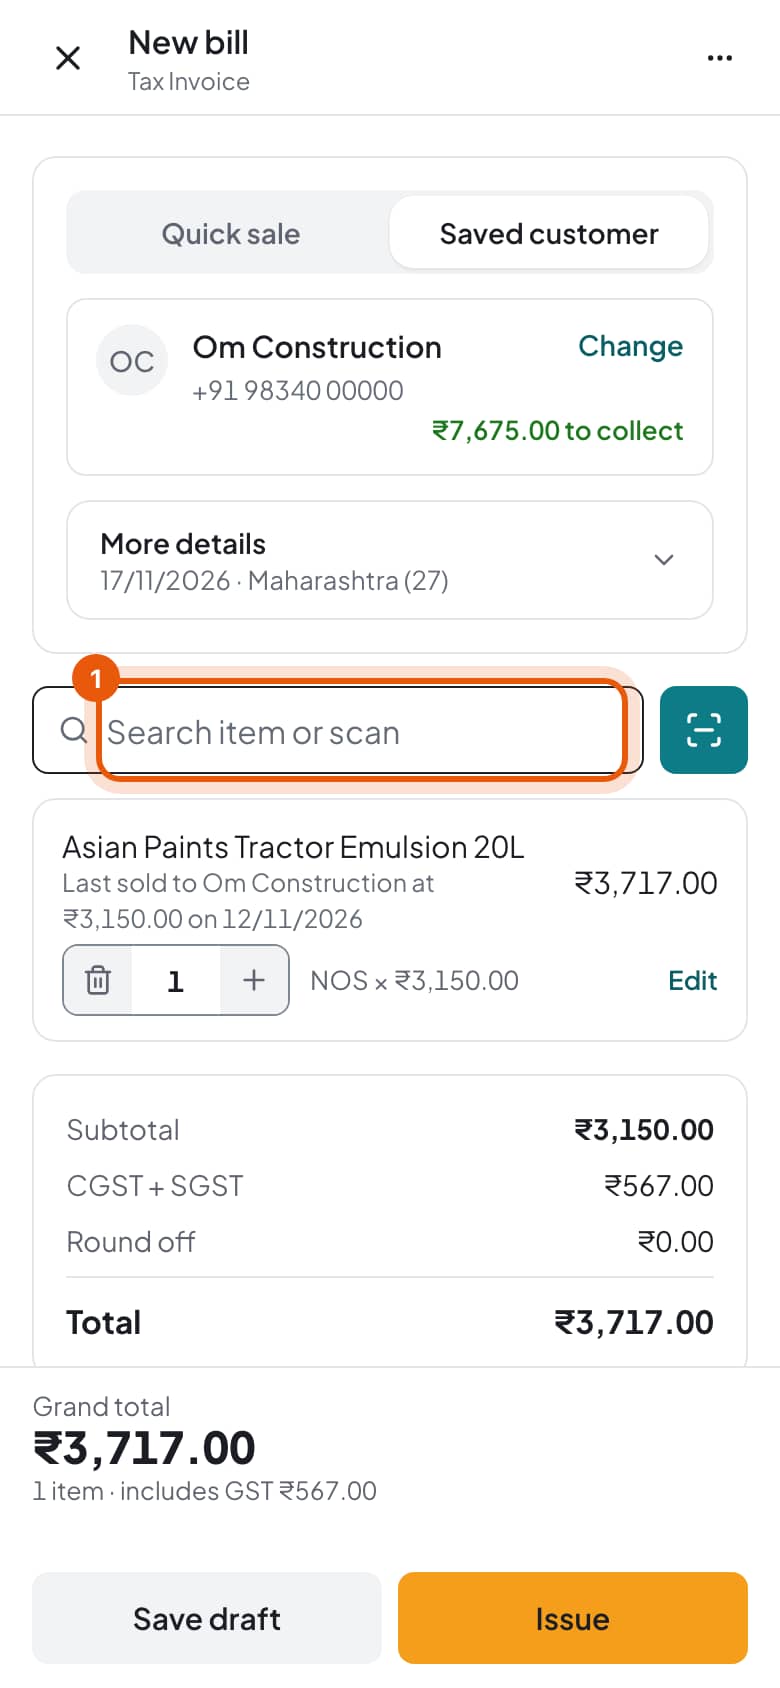 New bill
Tax Invoice
Quick sale
Saved customer
OC
Om Construction
Change
+91 98340 00000
₹7,675.00 to collect
More details
17/11/2026 · Maharashtra (27)
1
Search item or scan
Asian Paints Tractor Emulsion 20L
Last sold to Om Construction at
₹3,150.00 on 12/11/2026
₹3,717.00
1
NOS × ₹3,150.00
Edit
Subtotal
₹3,150.00
CGST + SGST
₹567.00
Round off
₹0.00
Total
₹3,717.00
Grand total
₹3,717.00
1 item · includes GST ₹567.00
Save draft
Issue